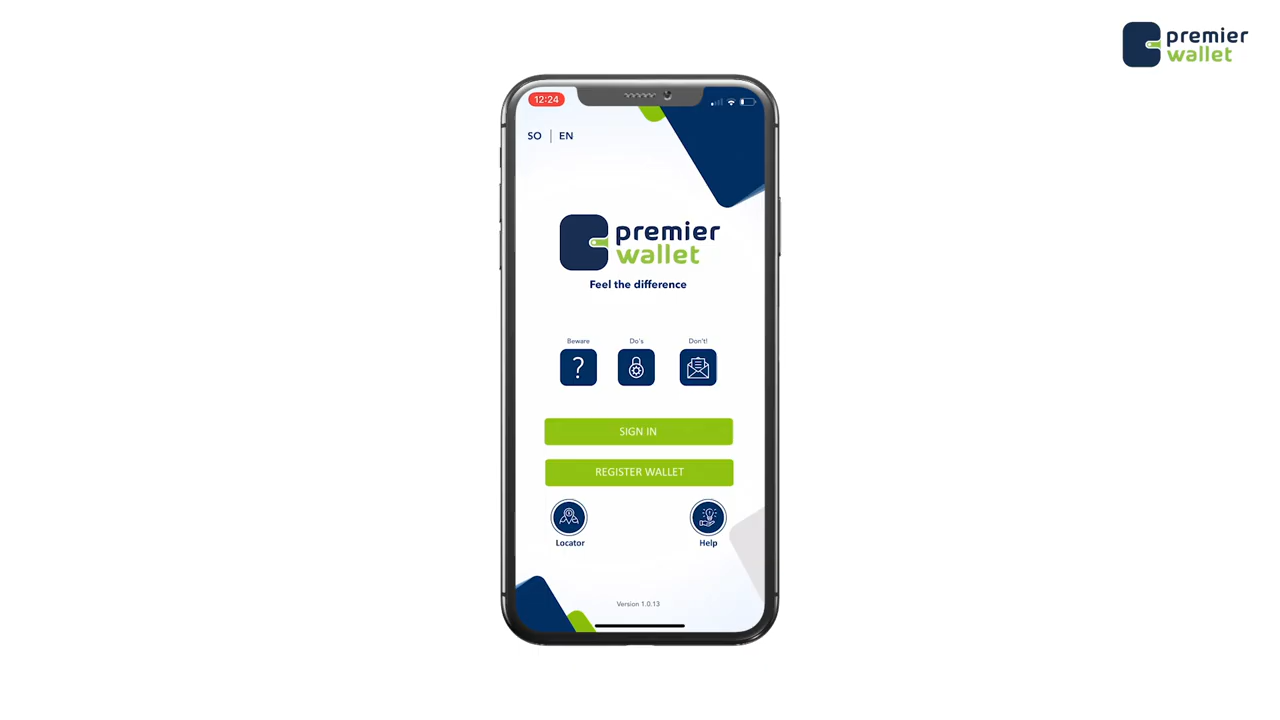 premier
wallet
12:24
SO | EN
premier
wallet
Feel the difference
Beware
Do's
Don't!
SIGN IN
REGISTER WALLET
Locator
Help
Version 1.0.13